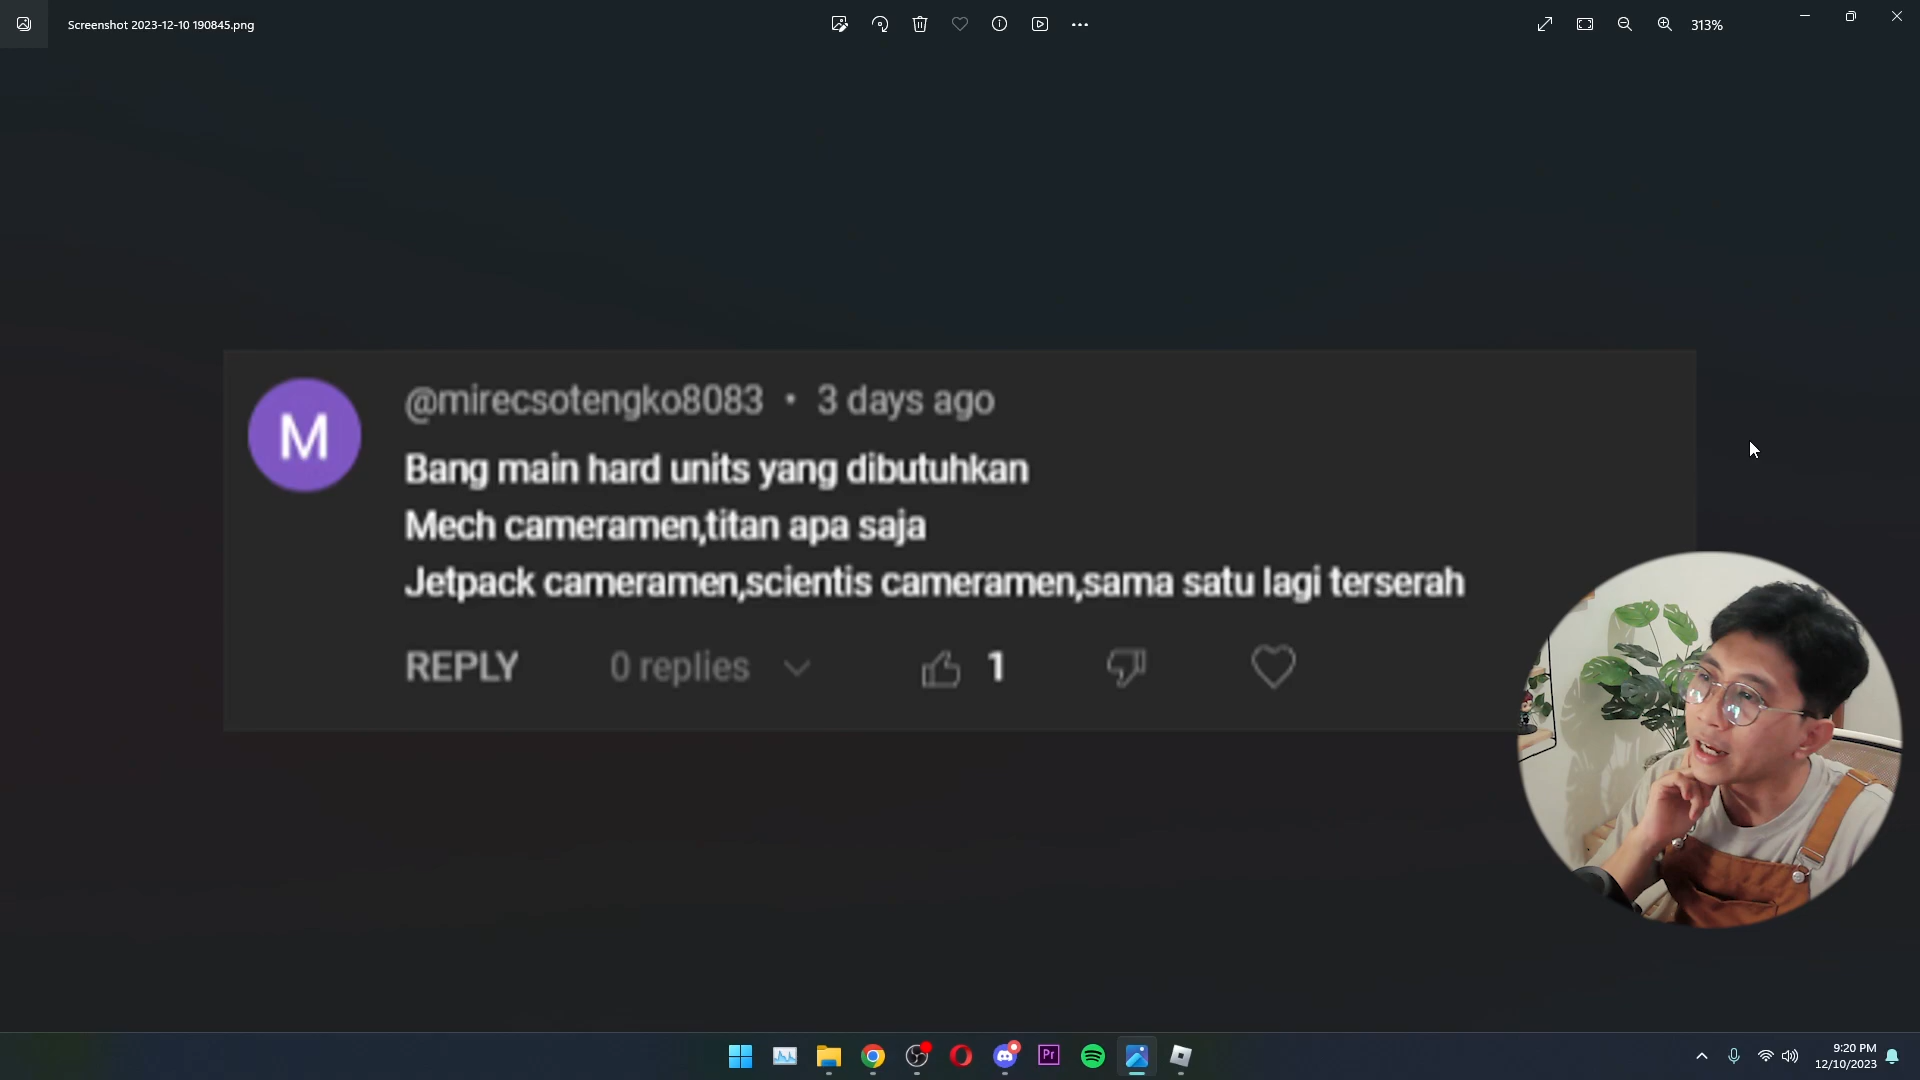 Screenshot 2023-12-10 190845.png
313%
M
@mirecsotengko8083 • 3 days ago
Bang main hard units yang dibutuhkan
Mech cameramen,titan apa saja
Jetpack cameramen,scientis cameramen,sama satu lagi terserah
REPLY 0 replies 1
Pr
9:20 PM
12/10/2023